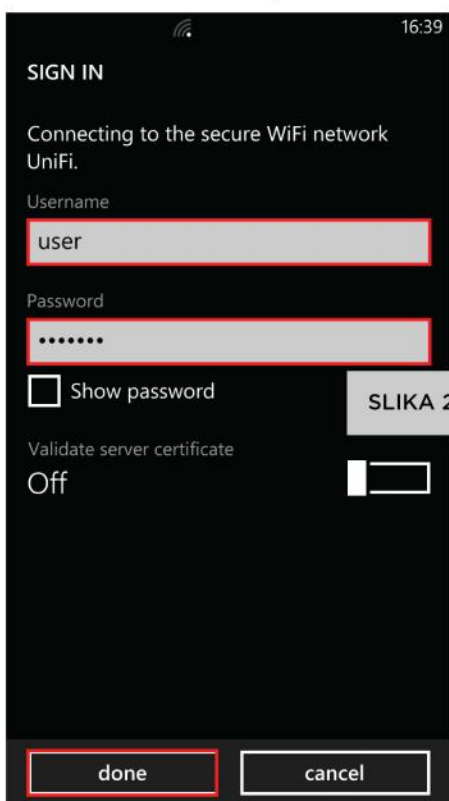 16:39
SIGN IN
Connecting to the secure WiFi network
UniFi.
Username
user
Password
•••••••
Show password
SLIKA 2
Validate server certificate
Off
done
cancel